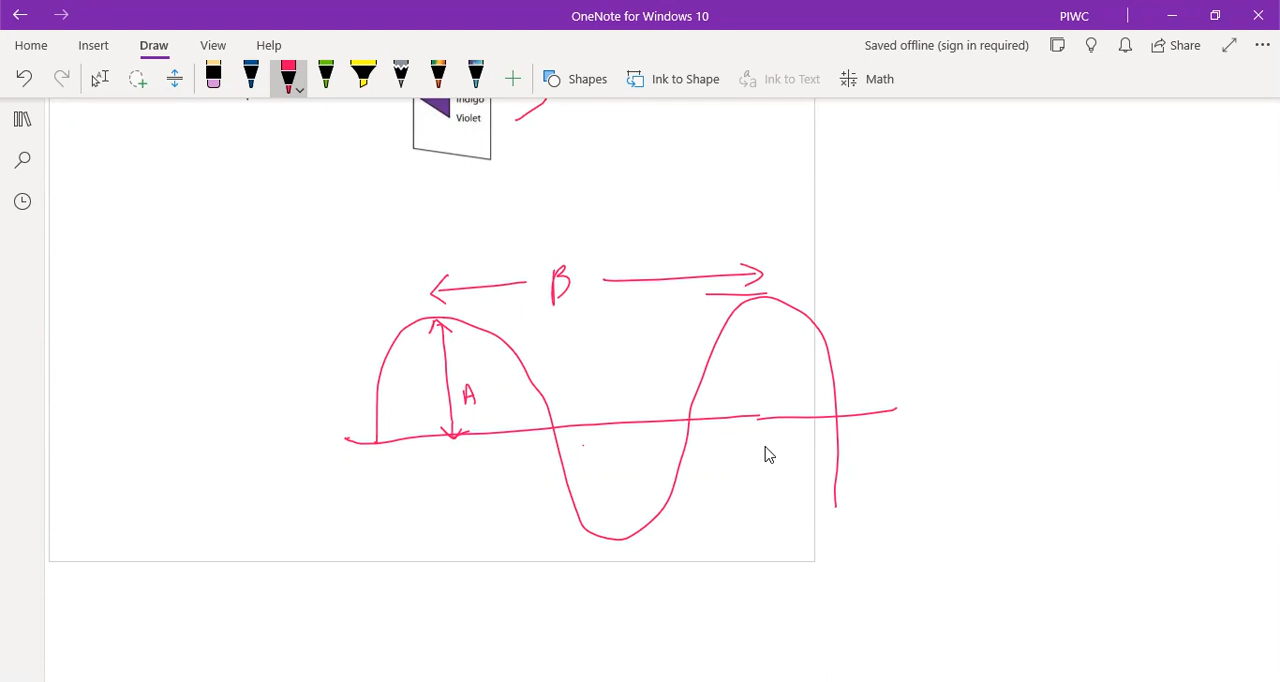 OneNote for Windows 10
PIWC
Home Insert Draw View Help
Saved offline (sign in required) Share
Shapes Ink to Shape Ink to Text Math
Indigo
Violet
B
A